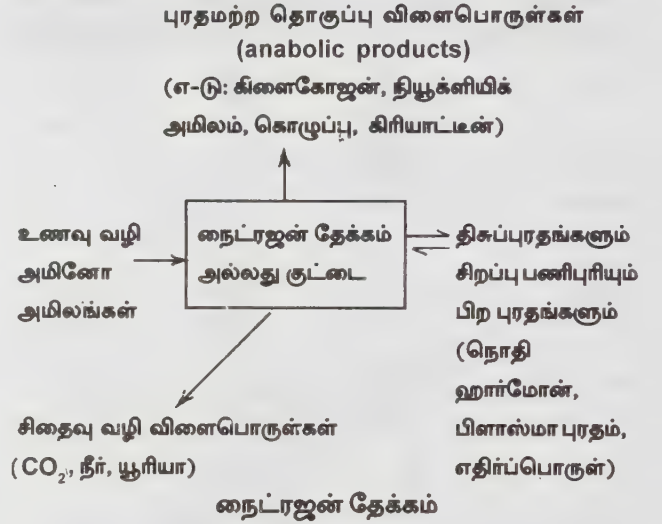 புரதமற்ற தொகுப்பு விளைபொருள்கள்
(anabolic products)
(எ-டு: கிளைகோஜன், நியூக்ளியிக்
அமிலம், கொழுப்பு, கிரியாட்டீன்)
உணவு வழி
அமினோ
அமிலங்கள்
நைட்ரஜன் தேக்கம்
அல்லது குட்டை
திசுப்புரதங்களும்
சிறப்பு பணிபுரியும்
பிற புரதங்களும்
(நொதி
ஹார்மோன்,
பிளாஸ்மா புரதம்,
எதிர்ப்பொருள்)
சிதைவு வழி விளைபொருள்கள்
(CO₂, நீர், யூரியா)
நைட்ரஜன் தேக்கம்